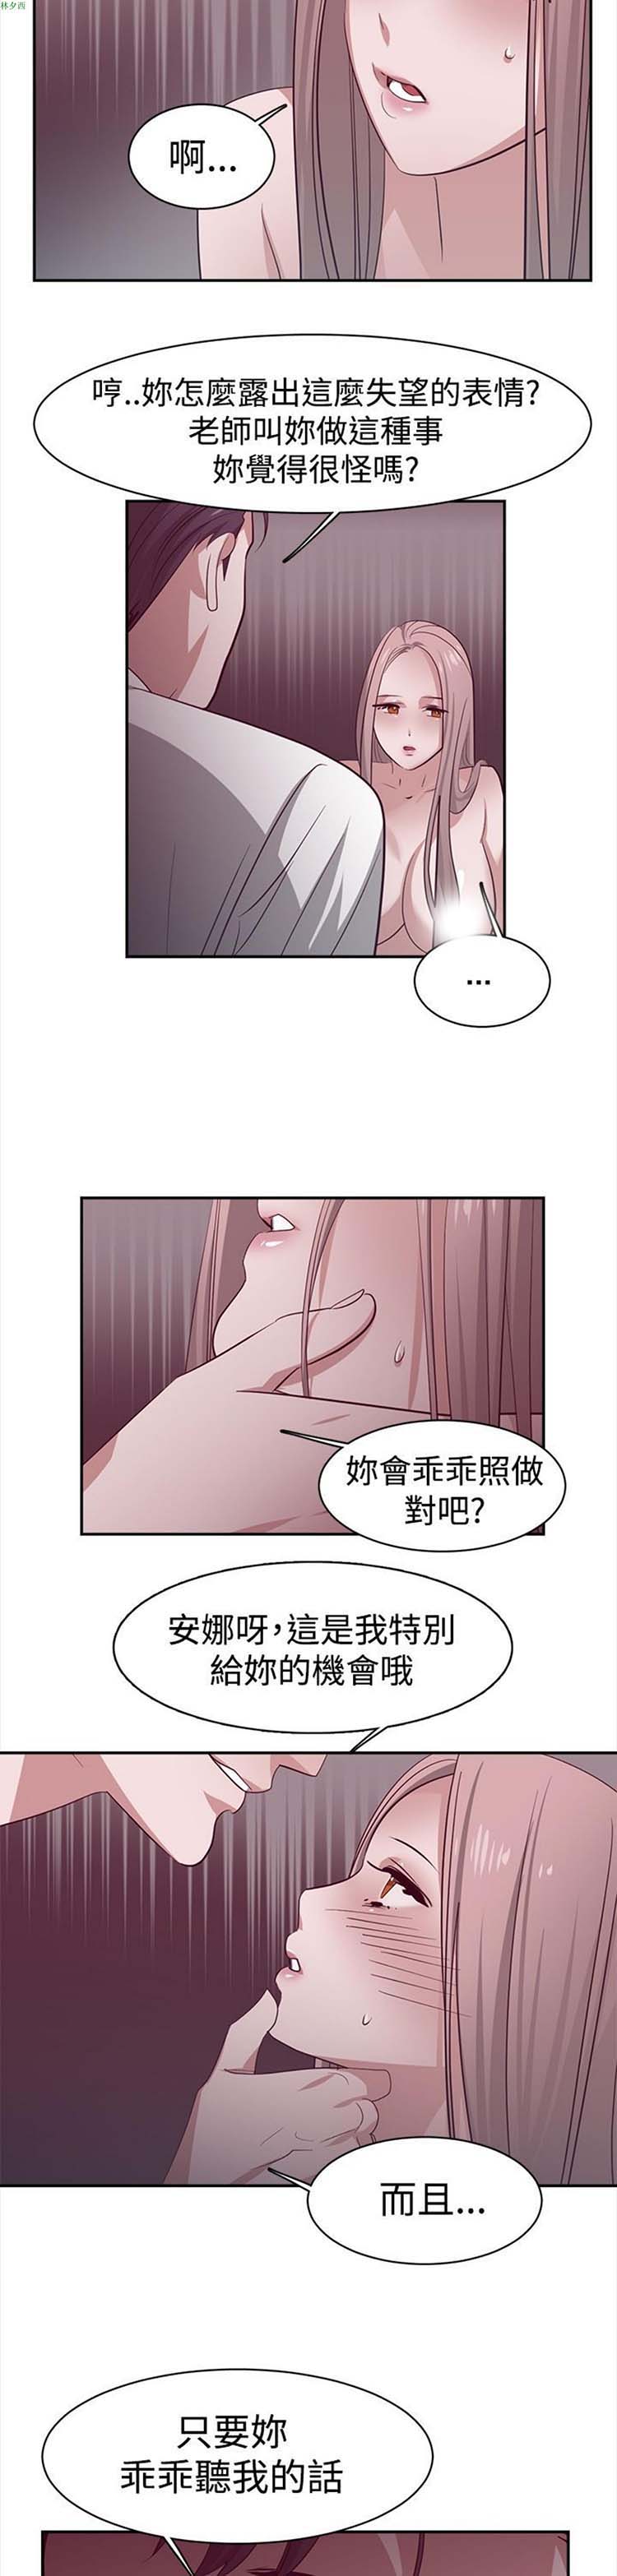 林夕西
啊...
哼..妳怎麼露出這麼失望的表情?
老師叫妳做這種事
妳覺得很怪嗎?
...
妳會乖乖照做
對吧?
安娜呀,這是我特別
給妳的機會哦
而且...
只要妳
乖乖聽我的話